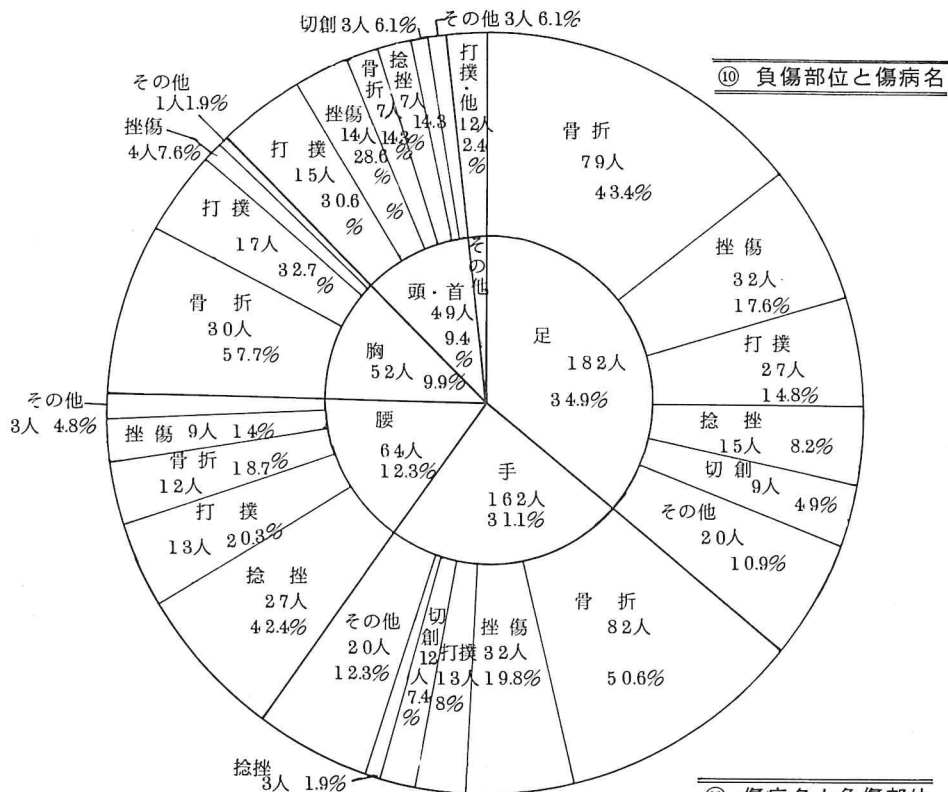 ⑩ 負傷部位と傷病名
足
182人
34.9%
骨折
79人
43.4%
挫傷
32人
17.6%
打撲
27人
14.8%
捻挫
15人 8.2%
切創
9人
49%
その他
20人
10.9%
手
162人
31.1%
骨折
82人
50.6%
挫傷
32人
19.8%
打撲
13人
8%
切創
12人
7.4
%
捻挫
3人 1.9%
その他
20人
12.3%
腰
64人
12.3%
捻挫
27人
42.4%
打撲
13人 20.3%
骨折
12人 18.7%
挫傷 9人 14%
その他
3人 4.8%
胸
52人
9.9%
骨折
30人
57.7%
打撲
17人
32.7
%
挫傷
4人7.6%
その他
1人1.9%
頭・首
49人
9.4
%
打撲
15人
30.6
%
挫傷
14人
28.6
%
%
骨折
7人
14.3
%
捻挫
7人
14.3
%
切創3人 6.1%
その他3人 6.1%
その他
打撲・他
12人
2.4
%